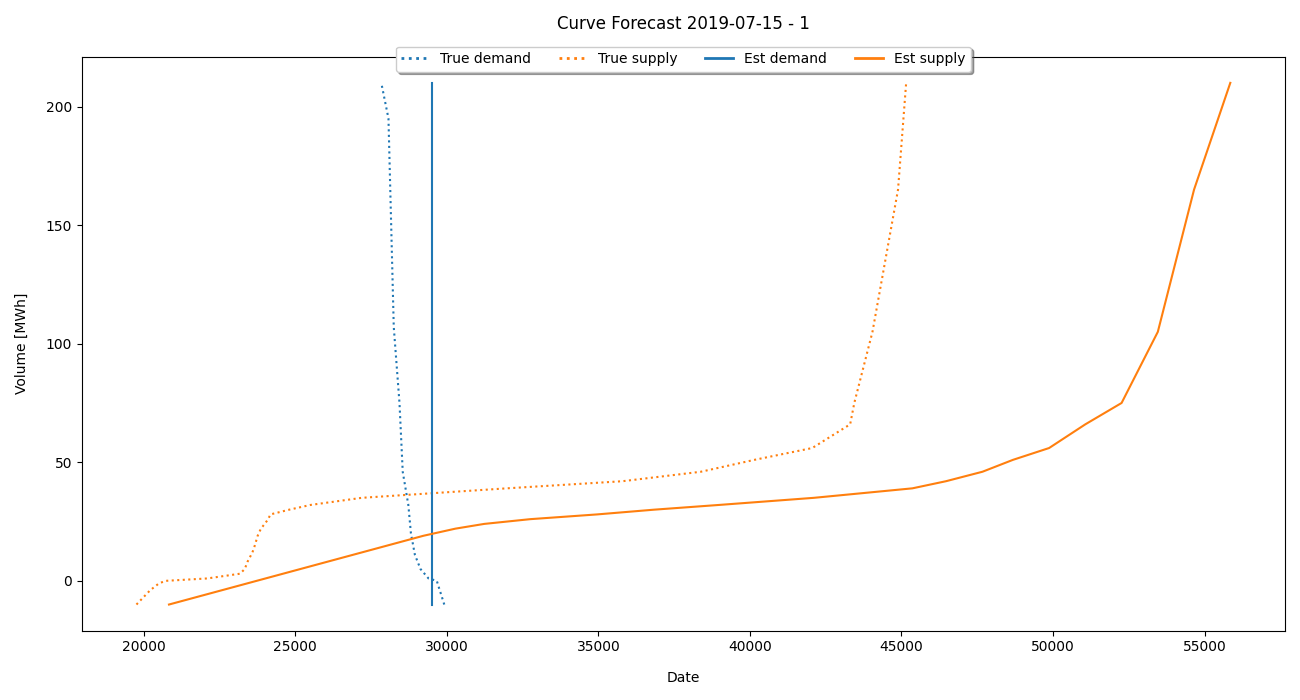 Curve Forecast 2019-07-15 - 1
True demand True supply Est demand Est supply
200
150
100
50
0
Volume [MWh]
20000 25000 30000 35000 40000 45000 50000 55000
Date